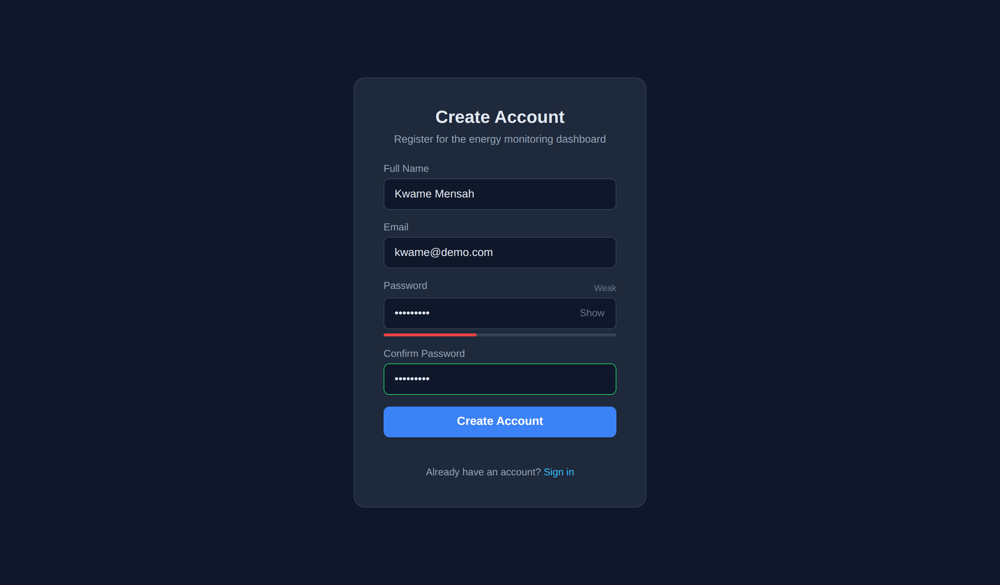 Create Account
Register for the energy monitoring dashboard
Full Name
Kwame Mensah
Email
kwame@demo.com
Password
Weak
•••••••••
Show
Confirm Password
•••••••••
Create Account
Already have an account? Sign in